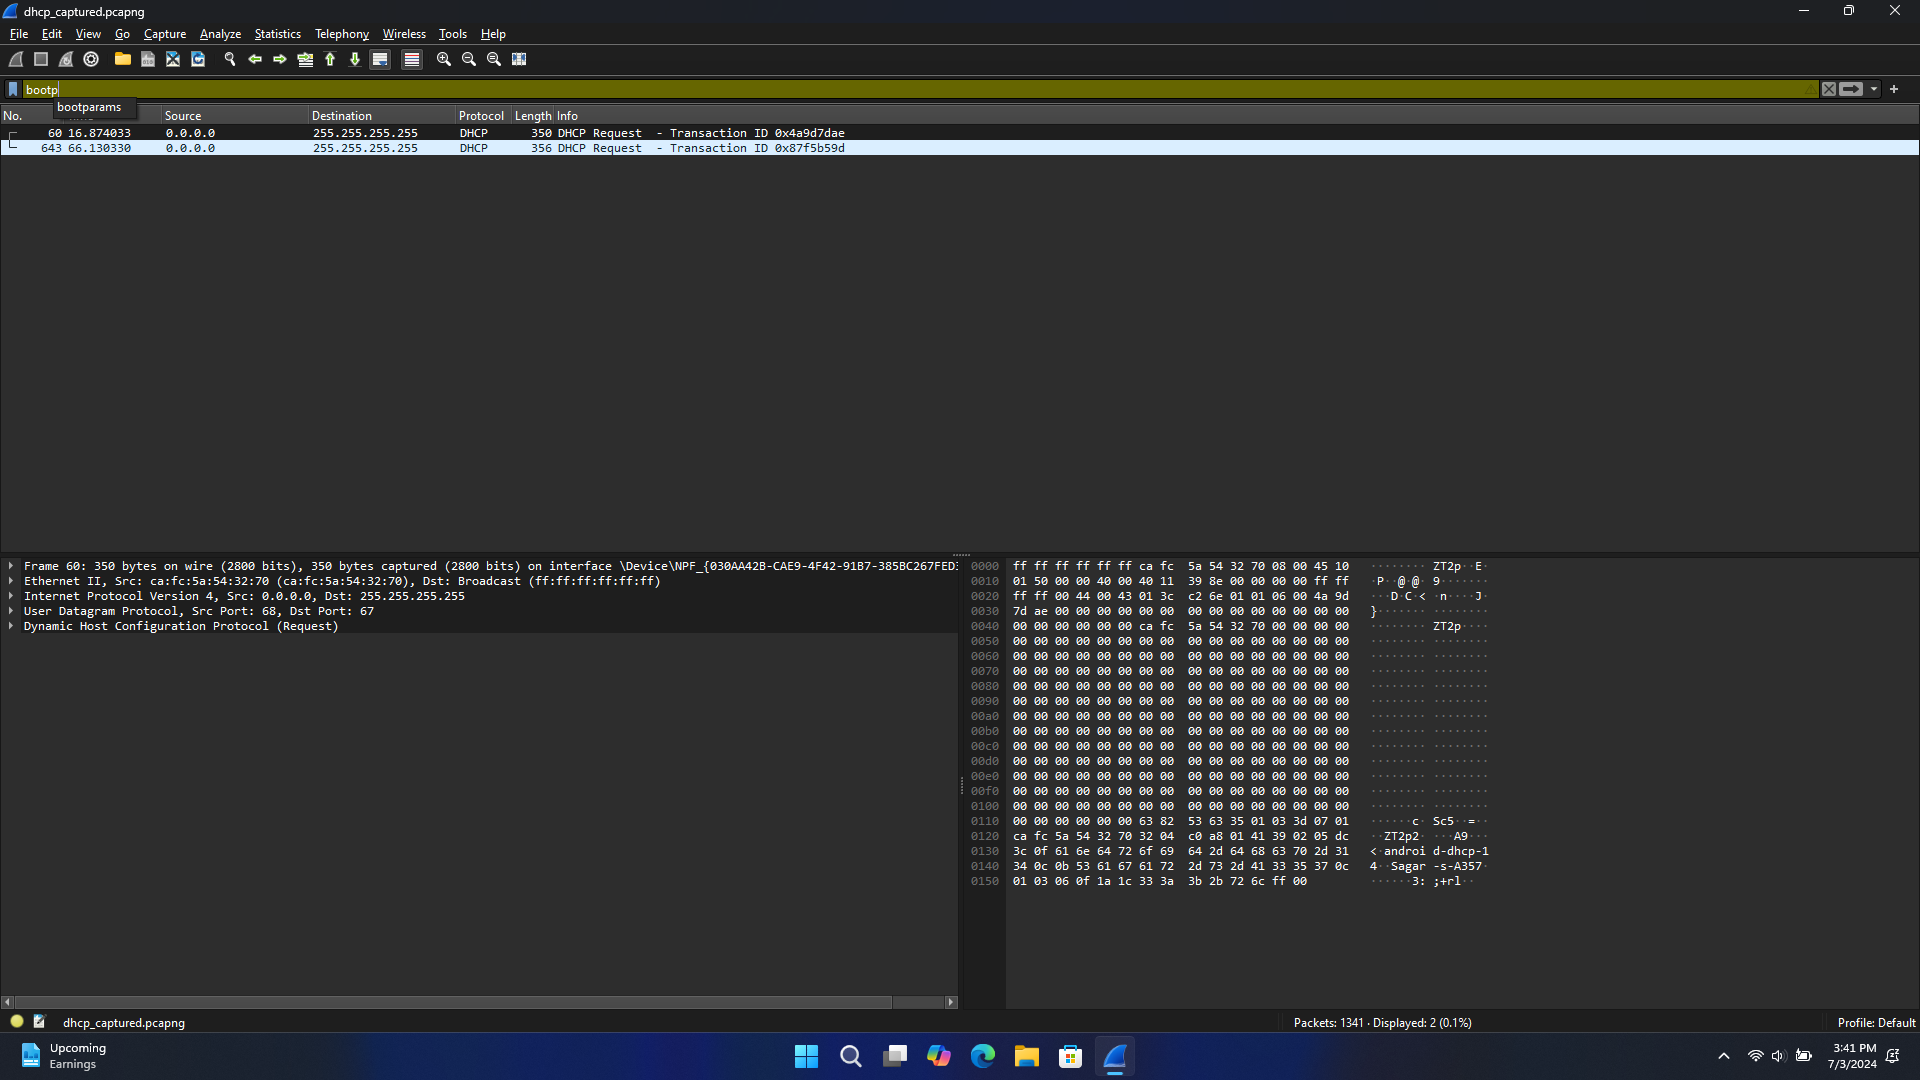 dhcp_captured.pcapng
File Edit View Go Capture Analyze Statistics Telephony Wireless Tools Help
bootp
bootparams
No. Source Destination Protocol Length Info
60 16.874033 0.0.0.0 255.255.255.255 DHCP 350 DHCP Request - Transaction ID 0x4a9d7dae
643 66.130330 0.0.0.0 255.255.255.255 DHCP 356 DHCP Request - Transaction ID 0x87f5b59d
Frame 60: 350 bytes on wire (2800 bits), 350 bytes captured (2800 bits) on interface \Device\NPF_{030AA42B-CAE9-4F42-91B7-385BC267FED
Ethernet II, Src: ca:fc:5a:54:32:70 (ca:fc:5a:54:32:70), Dst: Broadcast (ff:ff:ff:ff:ff:ff)
Internet Protocol Version 4, Src: 0.0.0.0, Dst: 255.255.255.255
User Datagram Protocol, Src Port: 68, Dst Port: 67
Dynamic Host Configuration Protocol (Request)
0000 ff ff ff ff ff ff ca fc 5a 54 32 70 08 00 45 10 ········ ZT2p··E·
0010 01 50 00 00 40 00 40 11 39 8e 00 00 00 00 ff ff ·P··@·@· 9·······
0020 ff ff 00 44 00 43 01 3c c2 6e 01 01 06 00 4a 9d ···D·C·< ·n····J·
0030 7d ae 00 00 00 00 00 00 00 00 00 00 00 00 00 00 }······· ········
0040 00 00 00 00 00 00 ca fc 5a 54 32 70 00 00 00 00 ········ ZT2p····
0050 00 00 00 00 00 00 00 00 00 00 00 00 00 00 00 00 ········ ········
0060 00 00 00 00 00 00 00 00 00 00 00 00 00 00 00 00 ········ ········
0070 00 00 00 00 00 00 00 00 00 00 00 00 00 00 00 00 ········ ········
0080 00 00 00 00 00 00 00 00 00 00 00 00 00 00 00 00 ········ ········
0090 00 00 00 00 00 00 00 00 00 00 00 00 00 00 00 00 ········ ········
00a0 00 00 00 00 00 00 00 00 00 00 00 00 00 00 00 00 ········ ········
00b0 00 00 00 00 00 00 00 00 00 00 00 00 00 00 00 00 ········ ········
00c0 00 00 00 00 00 00 00 00 00 00 00 00 00 00 00 00 ········ ········
00d0 00 00 00 00 00 00 00 00 00 00 00 00 00 00 00 00 ········ ········
00e0 00 00 00 00 00 00 00 00 00 00 00 00 00 00 00 00 ········ ········
00f0 00 00 00 00 00 00 00 00 00 00 00 00 00 00 00 00 ········ ········
0100 00 00 00 00 00 00 00 00 00 00 00 00 00 00 00 00 ········ ········
0110 00 00 00 00 00 00 63 82 53 63 35 01 03 3d 07 01 ······c· Sc5··=··
0120 ca fc 5a 54 32 70 32 04 c0 a8 01 41 39 02 05 dc ··ZT2p2· ···A9···
0130 3c 0f 61 6e 64 72 6f 69 64 2d 64 68 63 70 2d 31 <·androi d-dhcp-1
0140 34 0c 0b 53 61 67 61 72 2d 73 2d 41 33 35 37 0c 4··Sagar -s-A357·
0150 01 03 06 0f 1a 1c 33 3a 3b 2b 72 6c ff 00 ······3: ;+rl··
dhcp_captured.pcapng
Packets: 1341 · Displayed: 2 (0.1%)
Profile: Default
Upcoming
Earnings
3:41 PM
7/3/2024